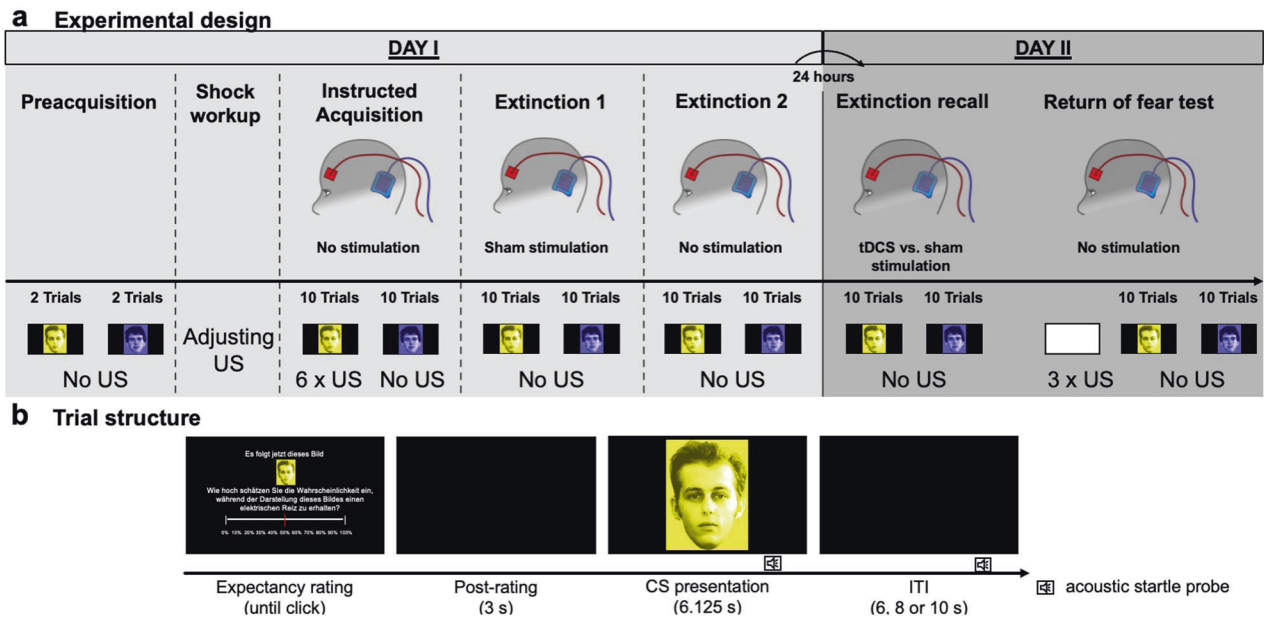 a Experimental design
DAY I
DAY II
24 hours
Preacquisition
Shock
workup
Instructed
Acquisition
Extinction 1
Extinction 2
Extinction recall
Return of fear test
No stimulation
Sham stimulation
No stimulation
tDCS vs. sham
stimulation
No stimulation
2 Trials 2 Trials
10 Trials 10 Trials
10 Trials 10 Trials
10 Trials 10 Trials
10 Trials 10 Trials
10 Trials 10 Trials
No US
Adjusting
US
6 x US No US
No US
No US
No US
3 x US No US
b Trial structure
Es folgt jetzt dieses Bild
Wie hoch schätzen Sie die Wahrscheinlichkeit ein,
während der Darstellung dieses Bildes einen
elektrischen Reiz zu erhalten?
0% 10% 20% 30% 40% 50% 60% 70% 80% 90% 100%
Expectancy rating
(until click)
Post-rating
(3 s)
CS presentation
(6.125 s)
ITI
(6, 8 or 10 s)
acoustic startle probe